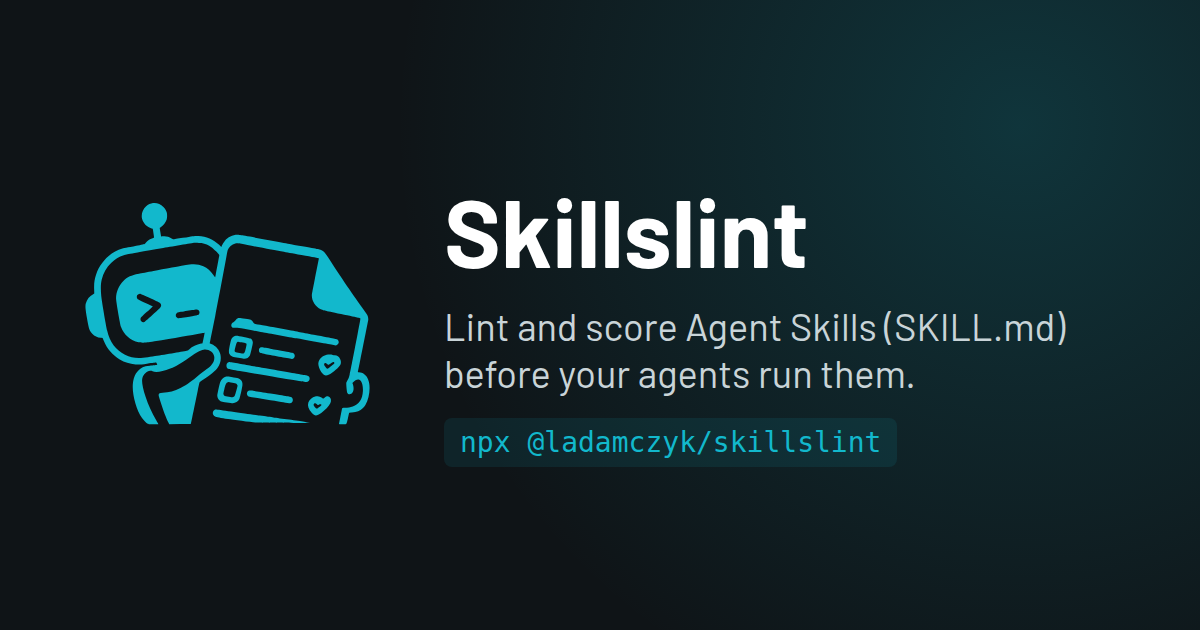 Skillslint
Lint and score Agent Skills (SKILL.md)
before your agents run them.
npx @ladamczyk/skillslint